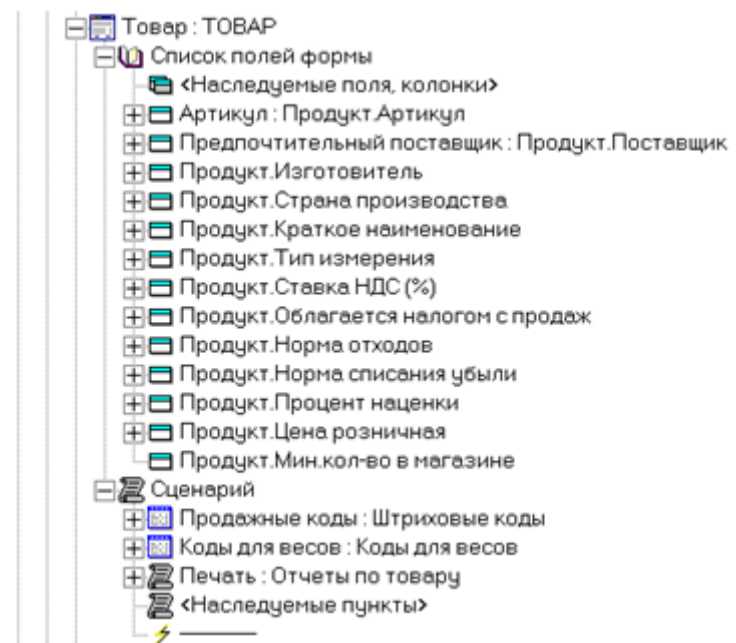 Товар : ТОВАР
Список полей формы
<Наследуемые поля, колонки>
Артикул : Продукт.Артикул
Предпочтительный поставщик : Продукт.Поставщик
Продукт.Изготовитель
Продукт.Страна производства
Продукт.Краткое наименование
Продукт.Тип измерения
Продукт.Ставка НДС (%)
Продукт.Облагается налогом с продаж
Продукт.Норма отходов
Продукт.Норма списания убыли
Продукт.Процент наценки
Продукт.Цена розничная
Продукт.Мин.кол-во в магазине
Сценарий
Продажные коды : Штриховые коды
Коды для весов : Коды для весов
Печать : Отчеты по товару
<Наследуемые пункты>